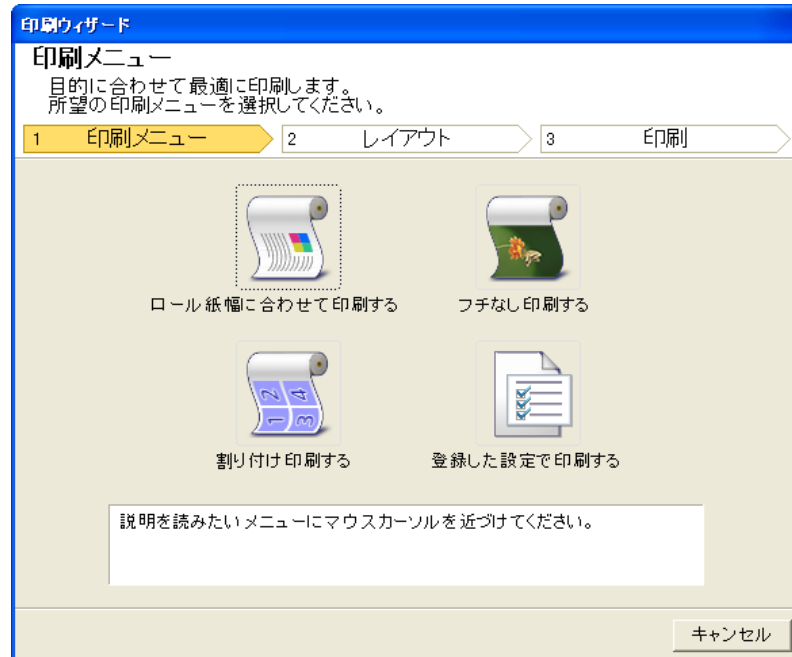 印刷ウィザード
印刷メニュー
目的に合わせて最適に印刷します。
所望の印刷メニューを選択してください。
1 印刷メニュー 2 レイアウト 3 印刷
ロール紙幅に合わせて印刷する フチなし印刷する
1 2 3 4
割り付け印刷する 登録した設定で印刷する
説明を読みたいメニューにマウスカーソルを近づけてください。
キャンセル